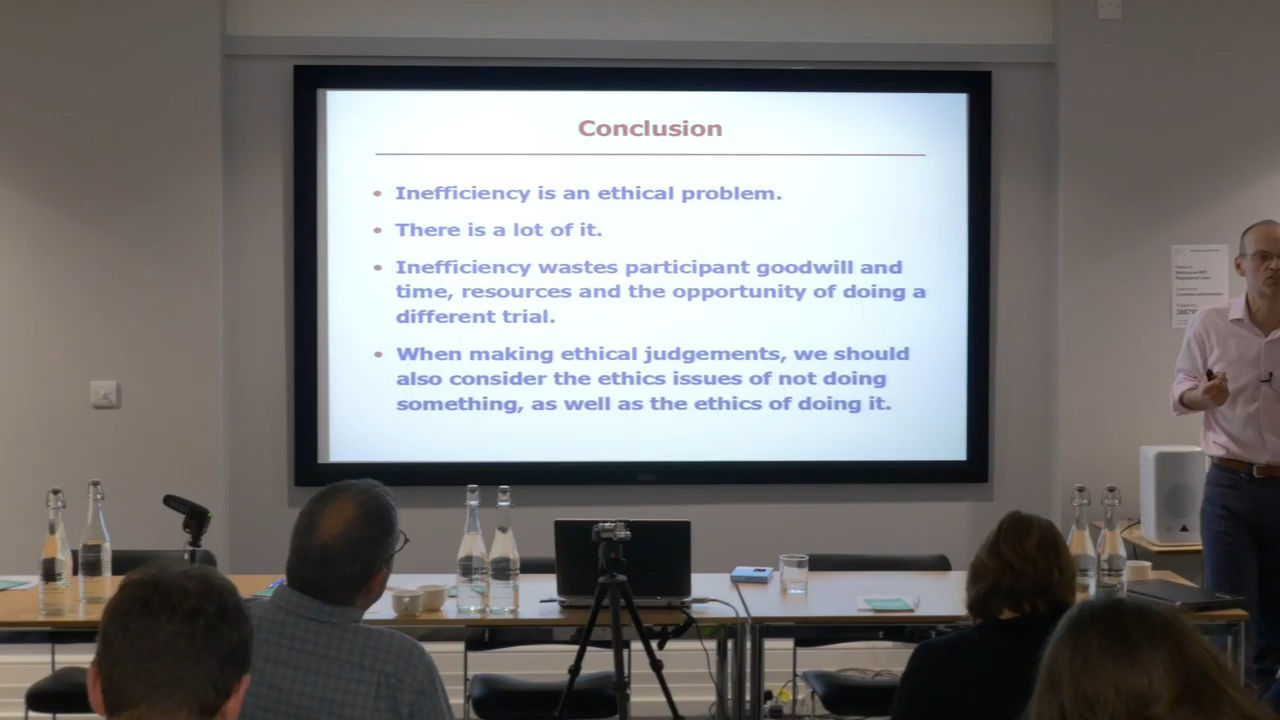 Conclusion
• Inefficiency is an ethical problem.
• There is a lot of it.
• Inefficiency wastes participant goodwill and
time, resources and the opportunity of doing a
different trial.
• When making ethical judgements, we should
also consider the ethics issues of not doing
something, as well as the ethics of doing it.